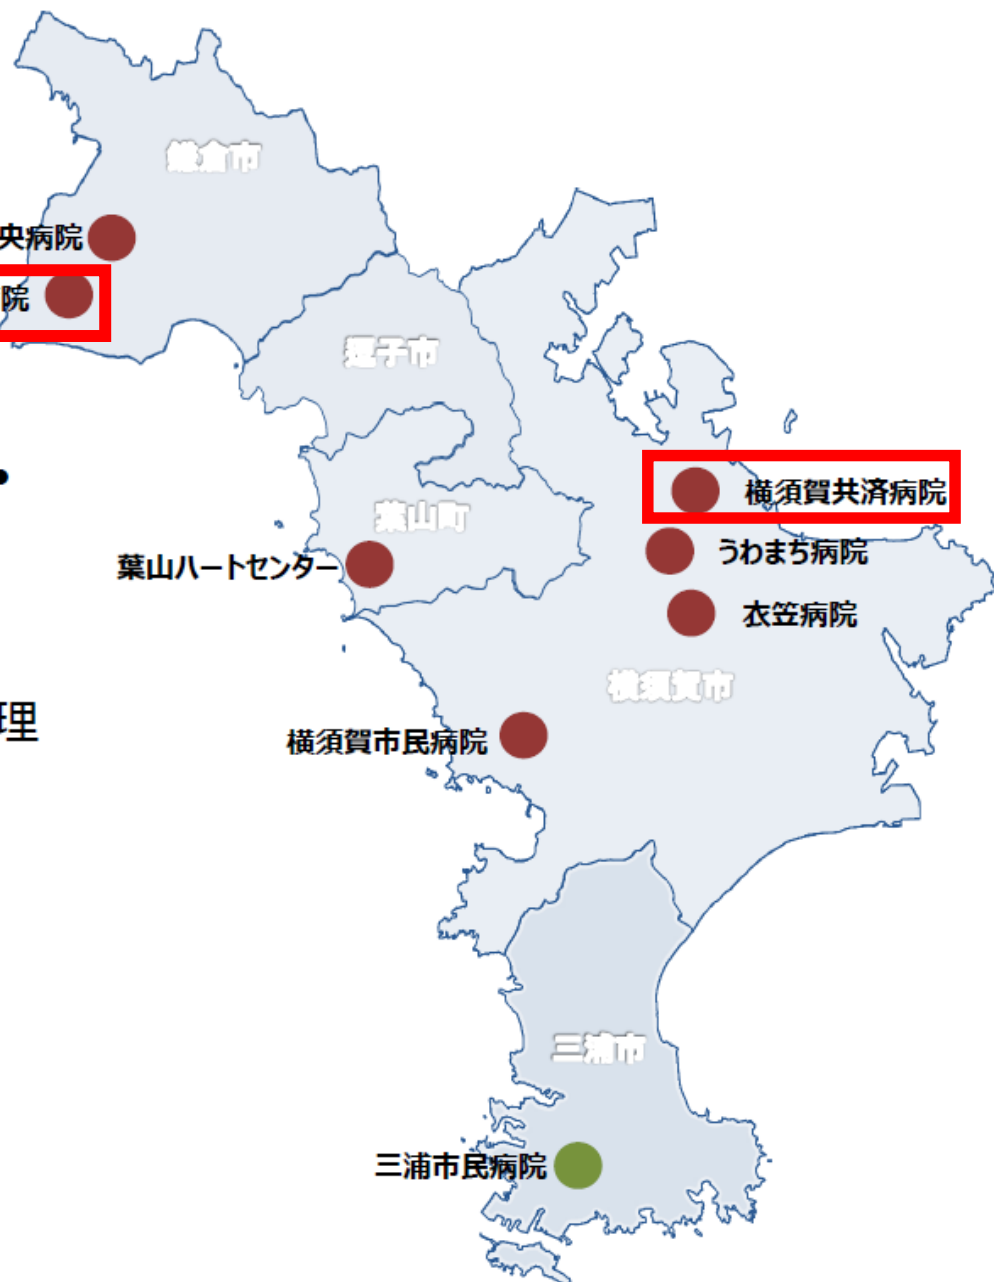 鎌倉市
央病院
院
逗子市
・
横須賀共済病院
葉山町
うわまち病院
葉山ハートセンター
衣笠病院
横須賀市
理
横須賀市民病院
三浦市
三浦市民病院